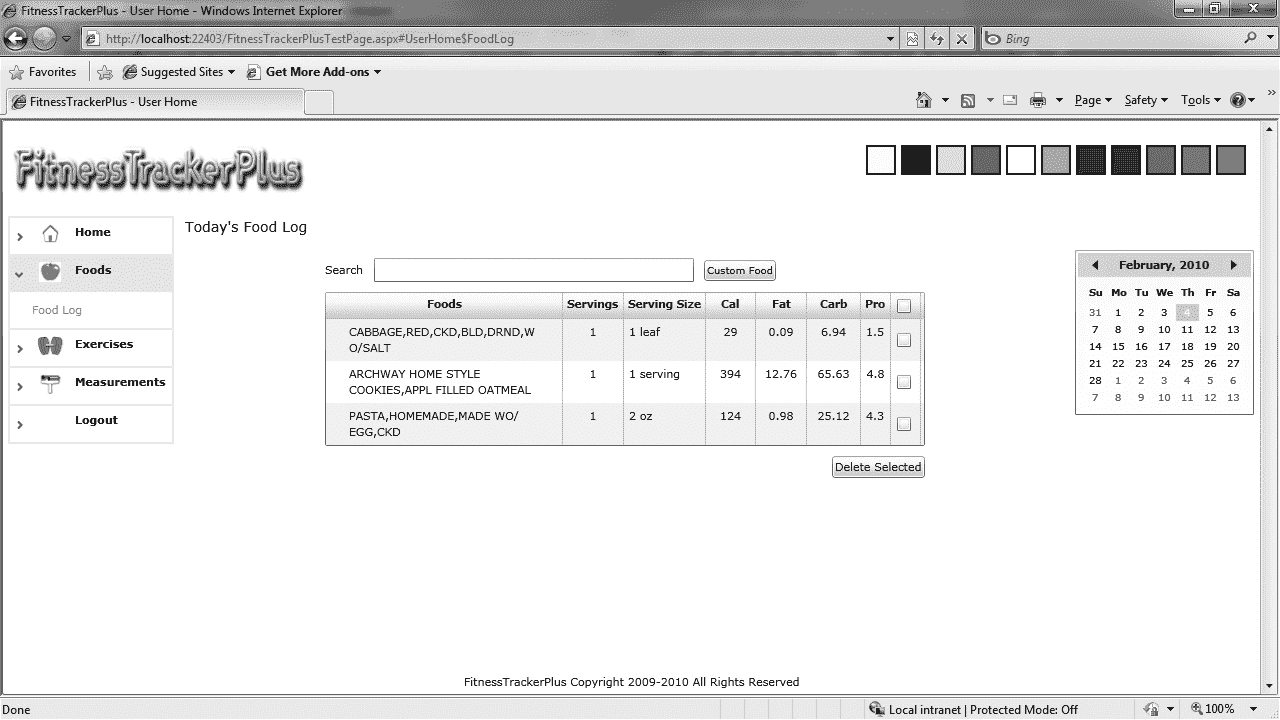 FitnessTrackerPlus - User Home - Windows Internet Explorer
http://localhost:22403/FitnessTrackerPlusTestPage.aspx#UserHome$FoodLog
Bing
Favorites Suggested Sites Get More Add-ons
FitnessTrackerPlus - User Home
Page Safety Tools
FitnessTrackerPlus
Home
Foods
Food Log
Exercises
Measurements
Logout
Today's Food Log
Search Custom Food
Foods Servings Serving Size Cal Fat Carb Pro
CABBAGE,RED,CKD,BLD,DRND,W 1 1 leaf 29 0.09 6.94 1.5
O/SALT
ARCHWAY HOME STYLE 1 1 serving 394 12.76 65.63 4.8
COOKIES,APPL FILLED OATMEAL
PASTA,HOMEMADE,MADE WO/ 1 2 oz 124 0.98 25.12 4.3
EGG,CKD
Delete Selected
February, 2010
Su Mo Tu We Th Fr Sa
31 1 2 3 4 5 6
7 8 9 10 11 12 13
14 15 16 17 18 19 20
21 22 23 24 25 26 27
28 1 2 3 4 5 6
7 8 9 10 11 12 13
FitnessTrackerPlus Copyright 2009-2010 All Rights Reserved
Done Local intranet | Protected Mode: Off 100%